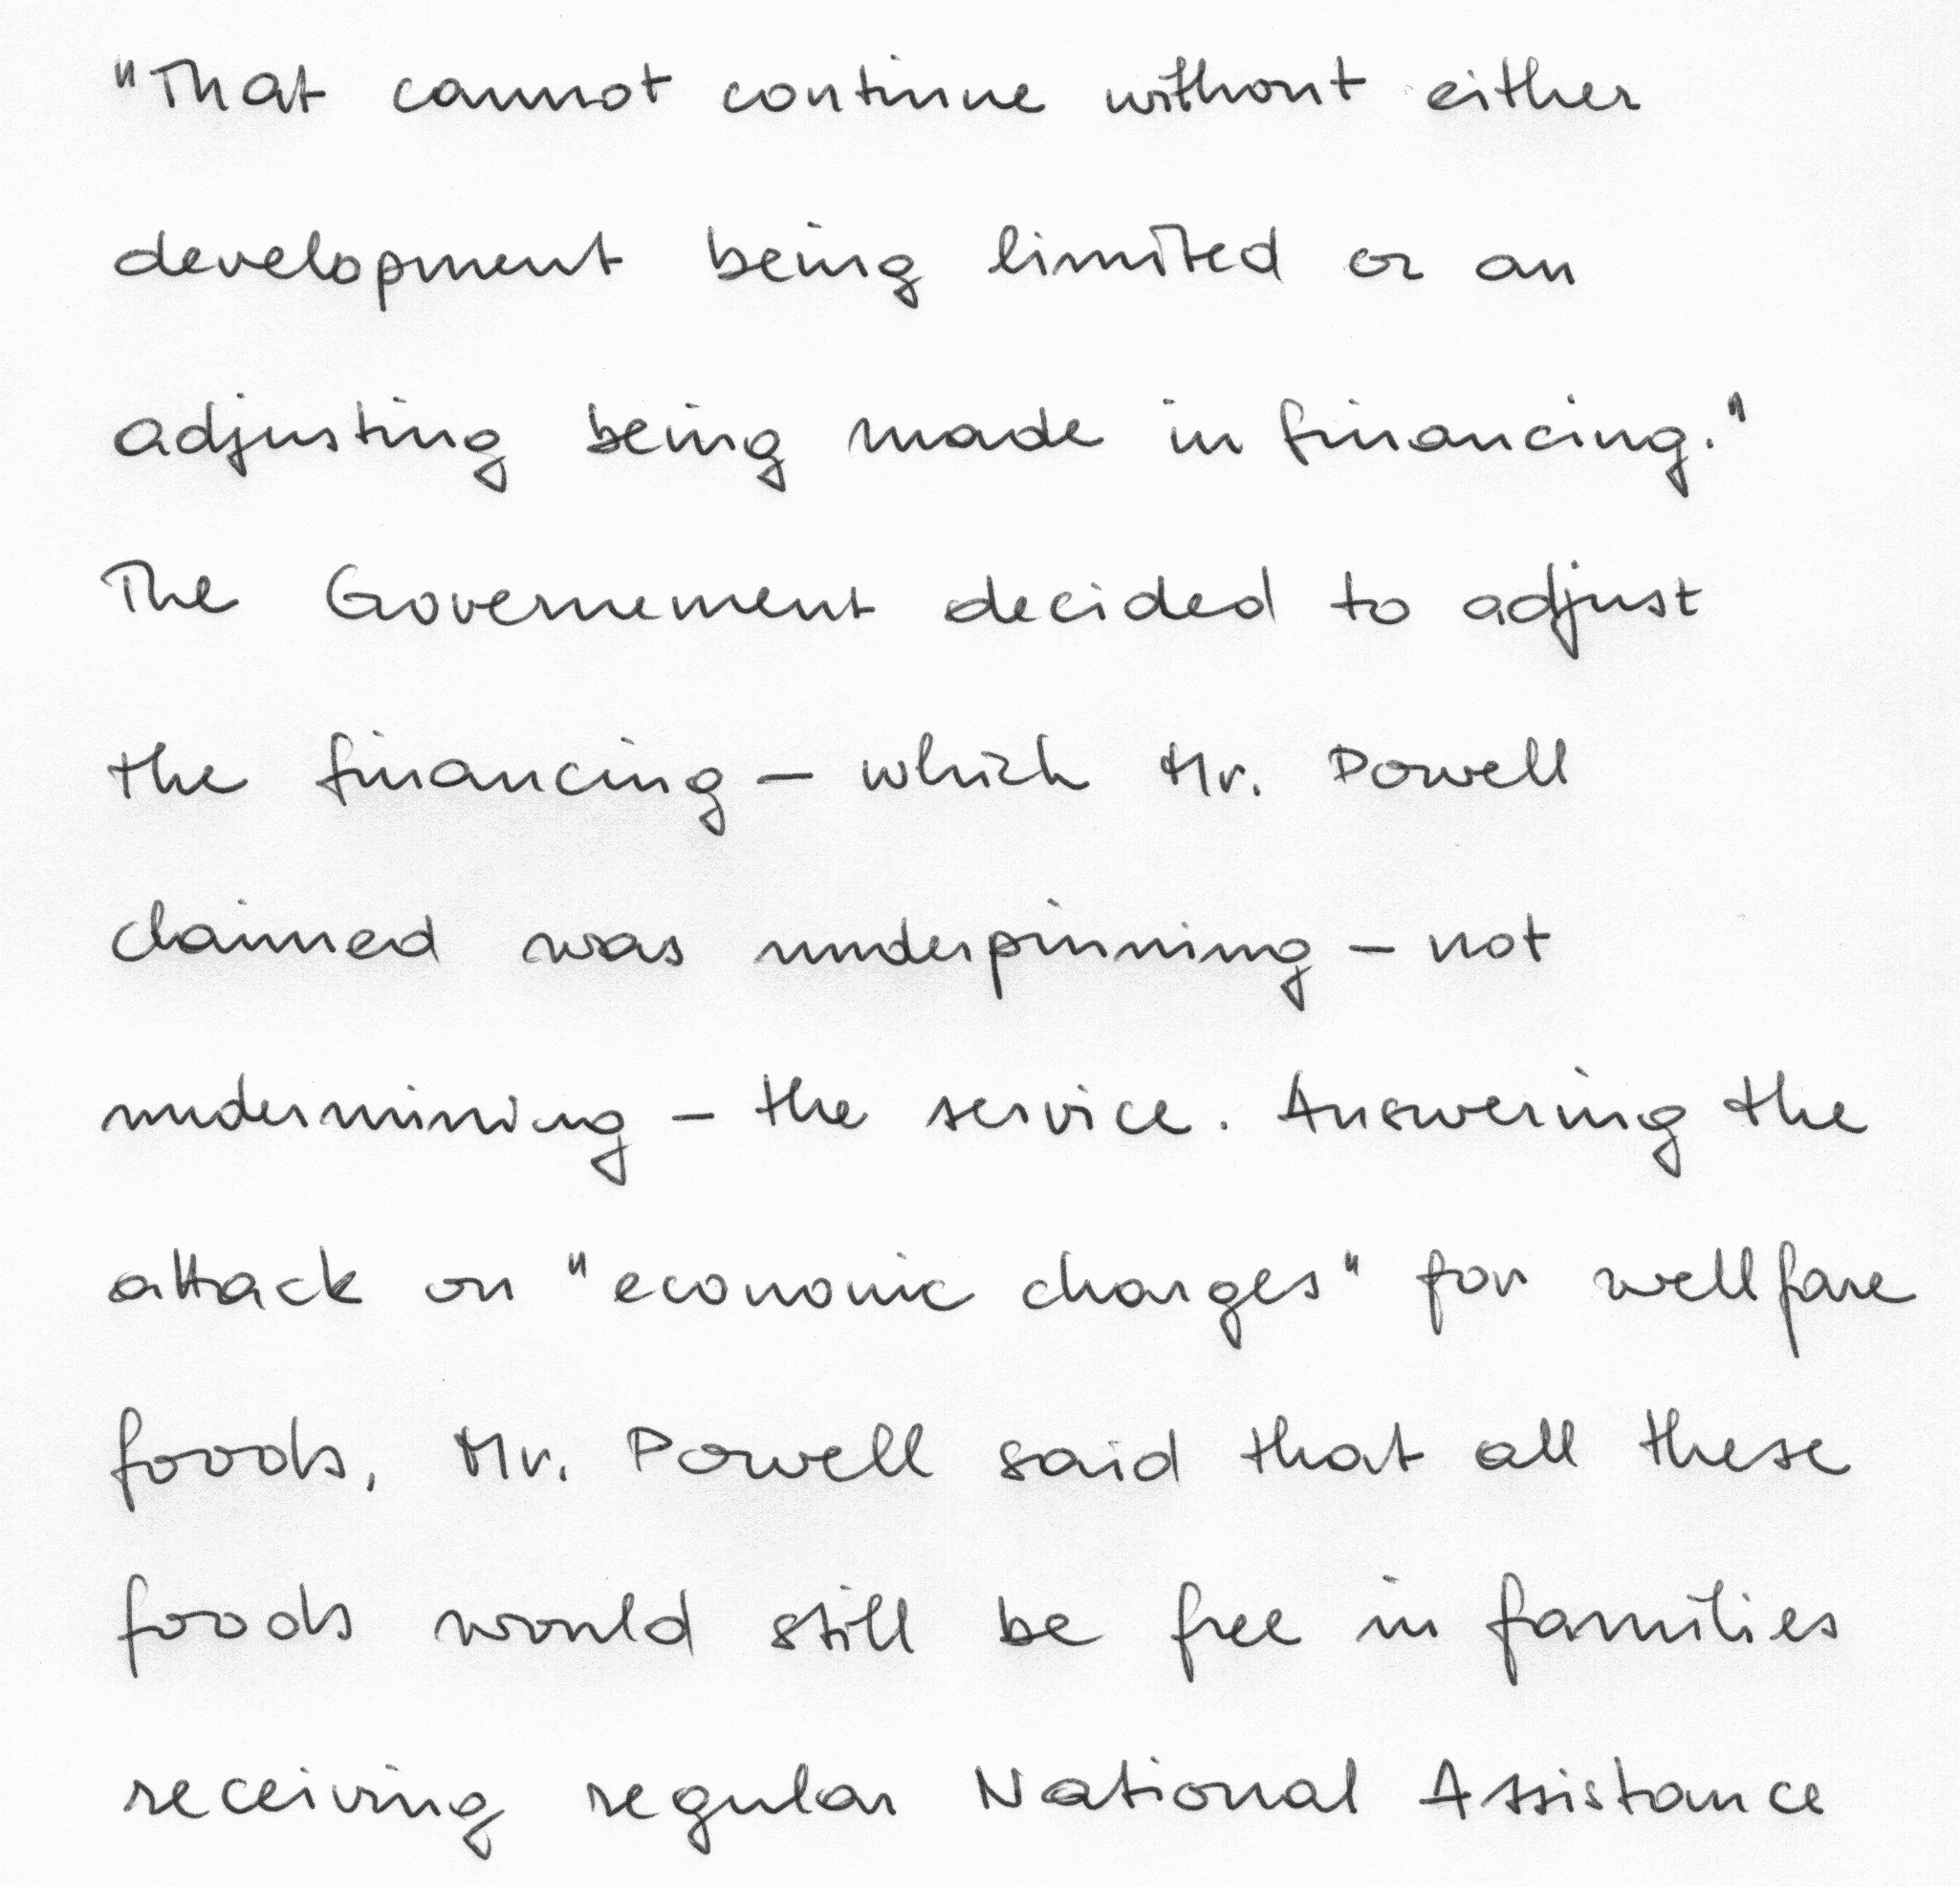 "That cannot continue without either
development being limited or an
adjusting being made in financing."
The Governement decided to adjust
the financing - which Mr. Powell
claimed was underpinning - not
undermining - the service. Answering the
attack on "economic charges" for wellfare
foods, Mr. Powell said that all these
foods would still be free in families
receiving regular National Assistance